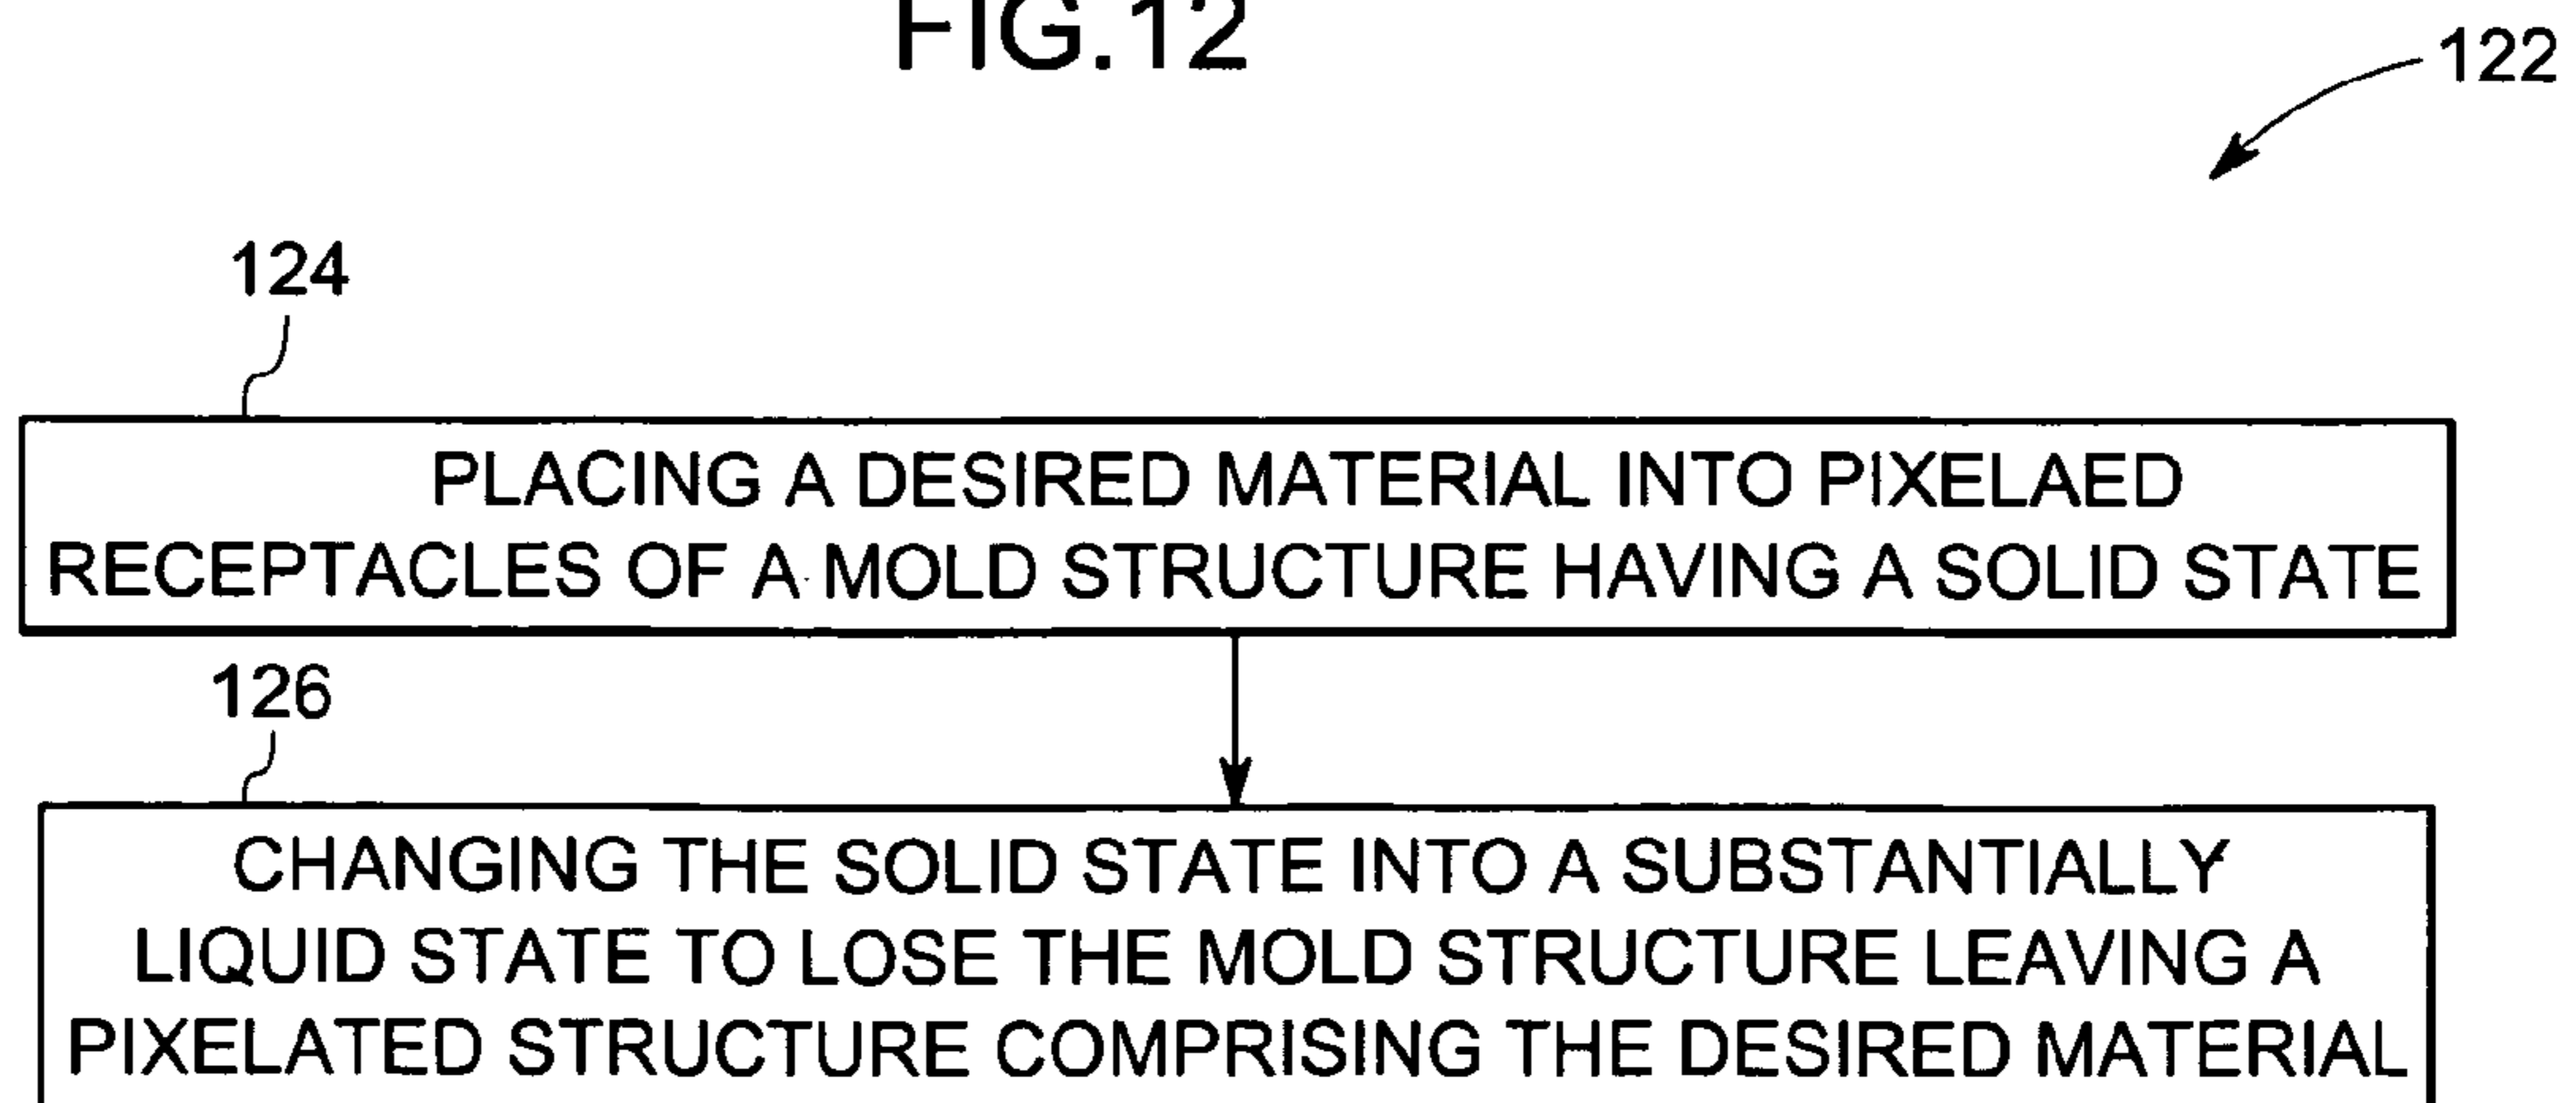 FIG.12
122
124
PLACING A DESIRED MATERIAL INTO PIXELAED
RECEPTACLES OF A MOLD STRUCTURE HAVING A SOLID STATE
126
CHANGING THE SOLID STATE INTO A SUBSTANTIALLY
LIQUID STATE TO LOSE THE MOLD STRUCTURE LEAVING A
PIXELATED STRUCTURE COMPRISING THE DESIRED MATERIAL